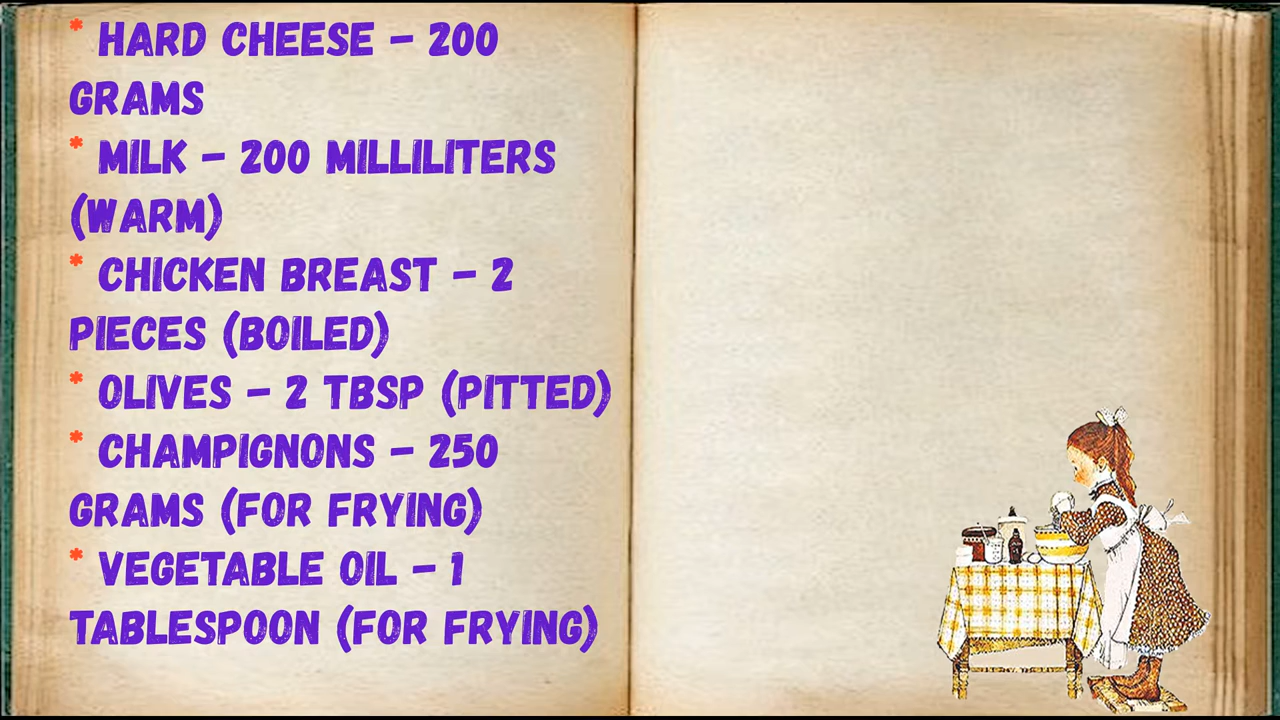 * HARD CHEESE – 200
GRAMS
* MILK – 200 MILLILITERS
(WARM)
* CHICKEN BREAST – 2
PIECES (BOILED)
* OLIVES – 2 TBSP (PITTED)
* CHAMPIGNONS – 250
GRAMS (FOR FRYING)
* VEGETABLE OIL – 1
TABLESPOON (FOR FRYING)